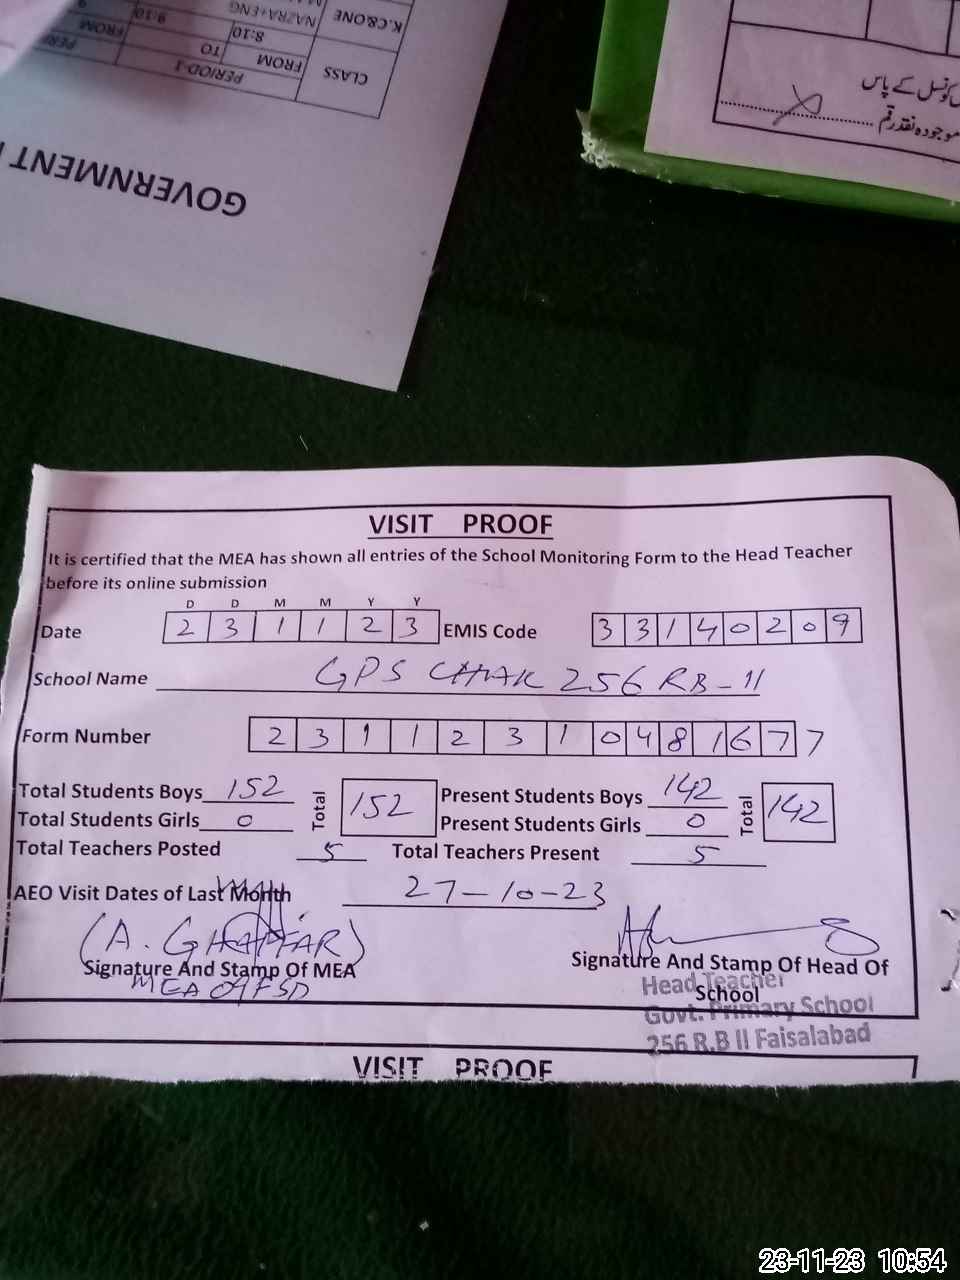 GOVERNMENT
CLASS PERIOD-1
FROM TO FROM
K.C&ONE 8:10 9:10
NAZRA+ENG
کونسل کے پاس
موجودہ نقد رقم
VISIT PROOF
It is certified that the MEA has shown all entries of the School Monitoring Form to the Head Teacher
before its online submission
D D M M Y Y
Date 2 3 1 1 2 3 EMIS Code 3 3 1 4 0 2 0 9
School Name GPS CHAK 256 RB-11
Form Number 2 3 1 1 2 3 1 0 4 8 1 6 7 7
Total Students Boys 152 Total 152 Present Students Boys 142 Total 142
Total Students Girls 0 Present Students Girls 0
Total Teachers Posted 5 Total Teachers Present 5
AEO Visit Dates of Last Month 27-10-23
(A. GHAFFAR)
Signature And Stamp Of MEA Signature And Stamp Of Head Of
School
MEA 09 FSD
Head Teacher
Govt. Primary School
256 R.B II Faisalabad
VISIT PROOF
23-11-23 10:54